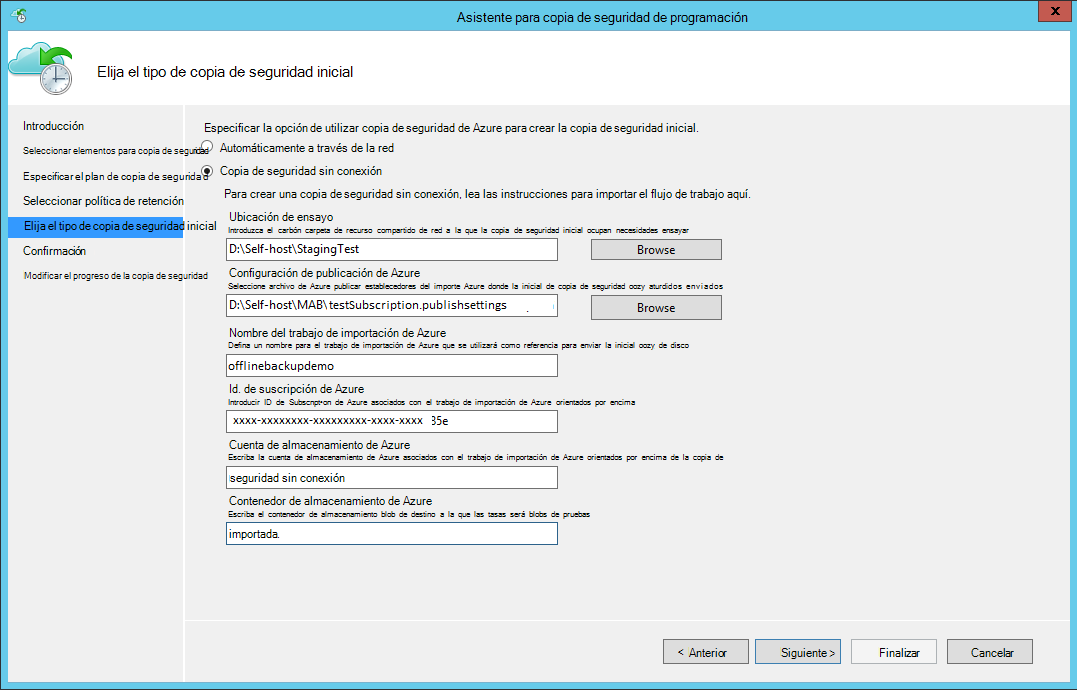 Asistente para copia de seguridad de programación
x
Elija el tipo de copia de seguridad inicial
Introducción
Seleccionar elementos para copia de seguridad
Especificar el plan de copia de seguridad
Seleccionar política de retención
Elija el tipo de copia de seguridad inicial
Confirmación
Modificar el progreso de la copia de seguridad
Especificar la opción de utilizar copia de seguridad de Azure para crear la copia de seguridad inicial.
Automáticamente a través de la red
Copia de seguridad sin conexión
Para crear una copia de seguridad sin conexión, lea las instrucciones para importar el flujo de trabajo aquí.
Ubicación de ensayo
Introduzca el carbón carpeta de recurso compartido de red a la que la copia de seguridad inicial ocupan necesidades ensayar
D:\Self-host\StagingTest
Browse
Configuración de publicación de Azure
Seleccione archivo de Azure publicar establecedores del importe Azure donde la inicial de copia de seguridad oozy aturdidos enviados
D:\Self-host\MAB\testSubscription.publishsettings
Browse
Nombre del trabajo de importación de Azure
Defina un nombre para el trabajo de importación de Azure que se utilizará como referencia para enviar la inicial oozy de disco
offlinebackupdemo
Id. de suscripción de Azure
Introducir ID de Subscnpt•on de Azure asociados con el trabajo de importación de Azure orientados por encima
xxxx-xxxxxxxx-xxxxxxxxx-xxxx-xxxx 35e
Cuenta de almacenamiento de Azure
Escriba la cuenta de almacenamiento de Azure asociados con el trabajo de importación de Azure orientados por encima de la copia de
seguridad sin conexión
Contenedor de almacenamiento de Azure
Escriba el contenedor de almacenamiento blob de destino a la que las tasas será blobs de pruebas
importada.
< Anterior
Siguiente >
Finalizar
Cancelar